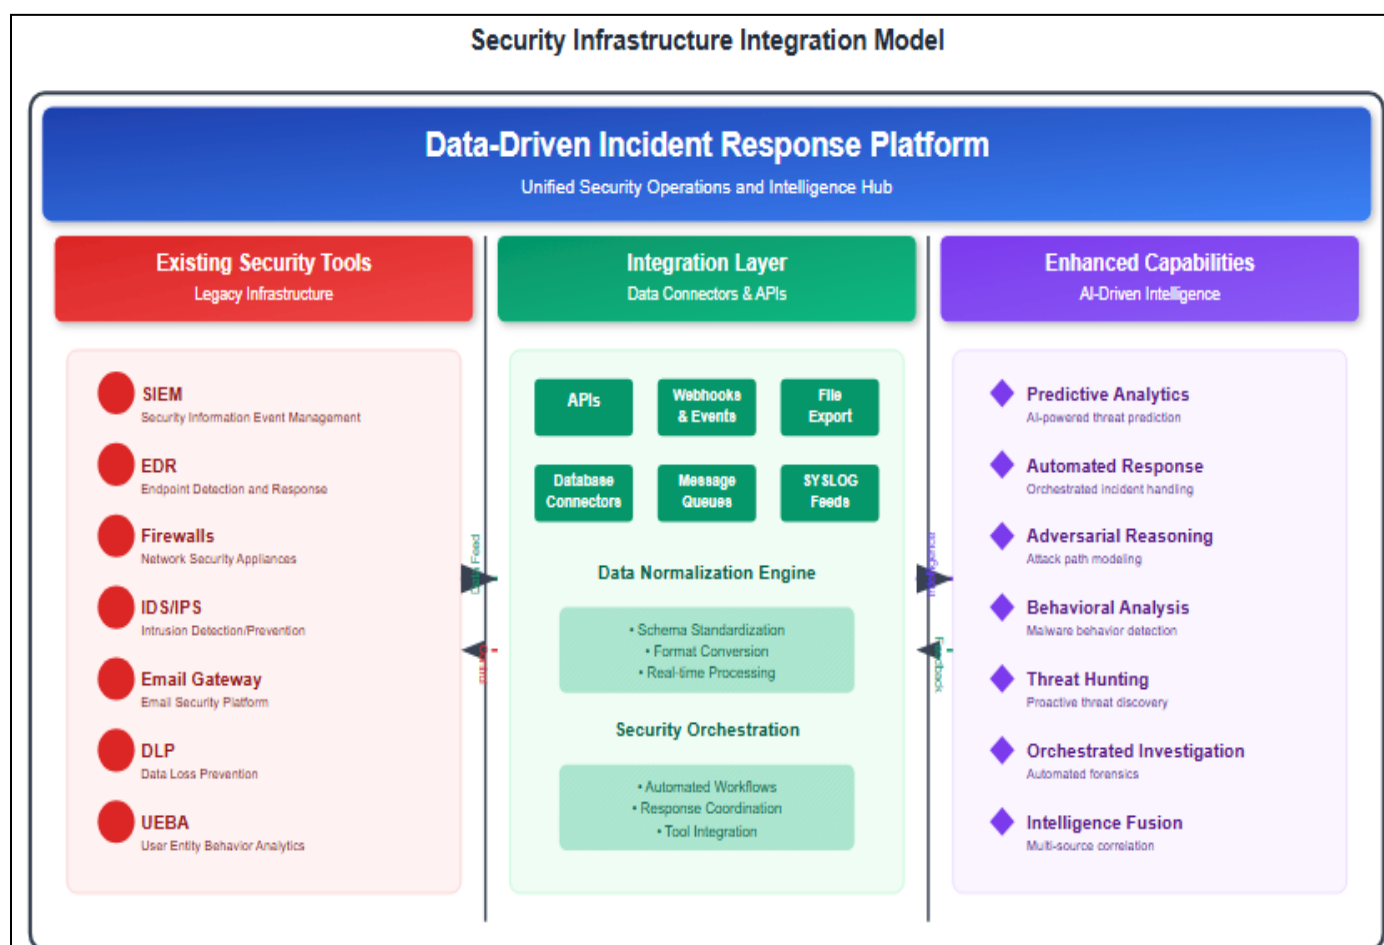 Security Infrastructure Integration Model
Data-Driven Incident Response Platform
Unified Security Operations and Intelligence Hub
Existing Security Tools
Legacy Infrastructure
SIEM
Security Information Event Management
EDR
Endpoint Detection and Response
Firewalls
Network Security Appliances
IDS/IPS
Intrusion Detection/Prevention
Email Gateway
Email Security Platform
DLP
Data Loss Prevention
UEBA
User Entity Behavior Analytics
Data Feed
Control
Integration Layer
Data Connectors & APIs
APIs
Webhooks
& Events
File
Export
Database
Connectors
Message
Queues
SYSLOG
Feeds
Data Normalization Engine
• Schema Standardization
• Format Conversion
• Real-time Processing
Security Orchestration
• Automated Workflows
• Response Coordination
• Tool Integration
Intelligence
Feedback
Enhanced Capabilities
AI-Driven Intelligence
Predictive Analytics
AI-powered threat prediction
Automated Response
Orchestrated incident handling
Adversarial Reasoning
Attack path modeling
Behavioral Analysis
Malware behavior detection
Threat Hunting
Proactive threat discovery
Orchestrated Investigation
Automated forensics
Intelligence Fusion
Multi-source correlation